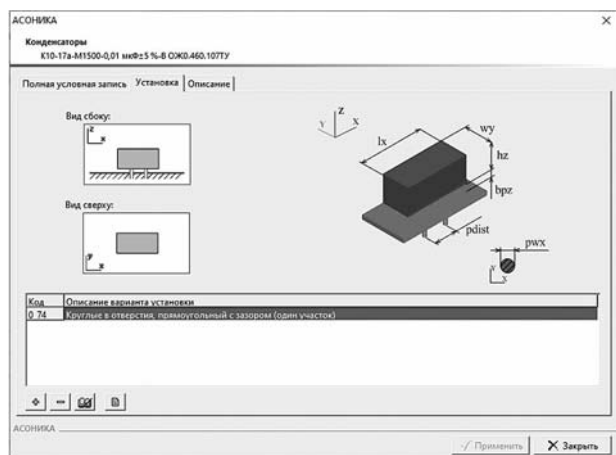 АСОНИКА
Конденсаторы
К10-17а-М1500-0,01 мкФ±5 %-В ОЖ0.460.107ТУ
Полная условная запись Установка Описание
Вид сбоку:
z
x
Вид сверху:
y
x
Z
Y X
lx
wy
hz
bpz
pdist
pwx
Y
X
Код Описание варианта установки
0 74 Круглые в отверстия, прямоугольный с зазором (один участок)
АСОНИКА
Применить Закрыть